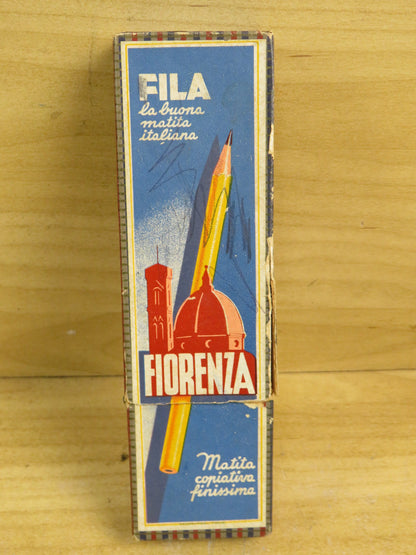 FILA
la buona
matita
italiana
FIORENZA
Matita
copiativa
finissima